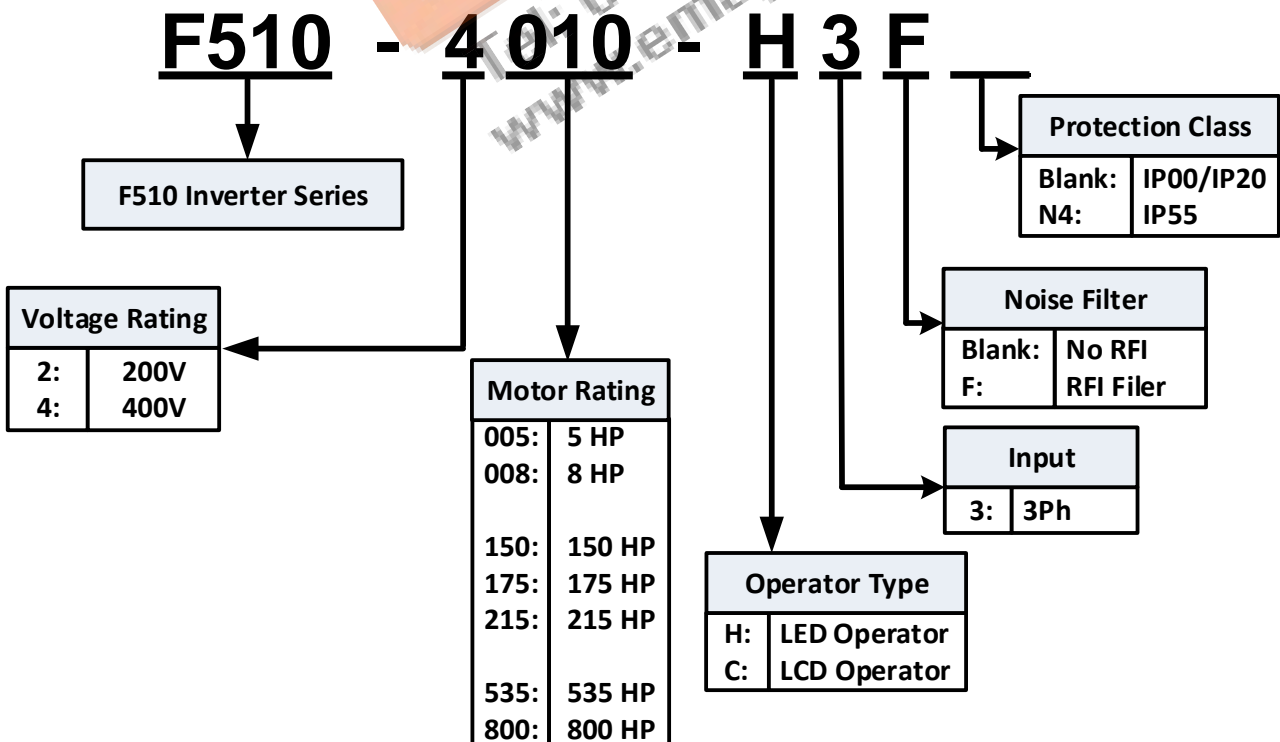 F510 - 4 010 - H 3 F
Tel:
www.em
Protection Class
Blank: IP00/IP20
N4: IP55
F510 Inverter Series
Noise Filter
Blank: No RFI
F: RFI Filer
Voltage Rating
2: 200V
4: 400V
Motor Rating
005: 5 HP
008: 8 HP
150: 150 HP
175: 175 HP
215: 215 HP
535: 535 HP
800: 800 HP
Input
3: 3Ph
Operator Type
H: LED Operator
C: LCD Operator